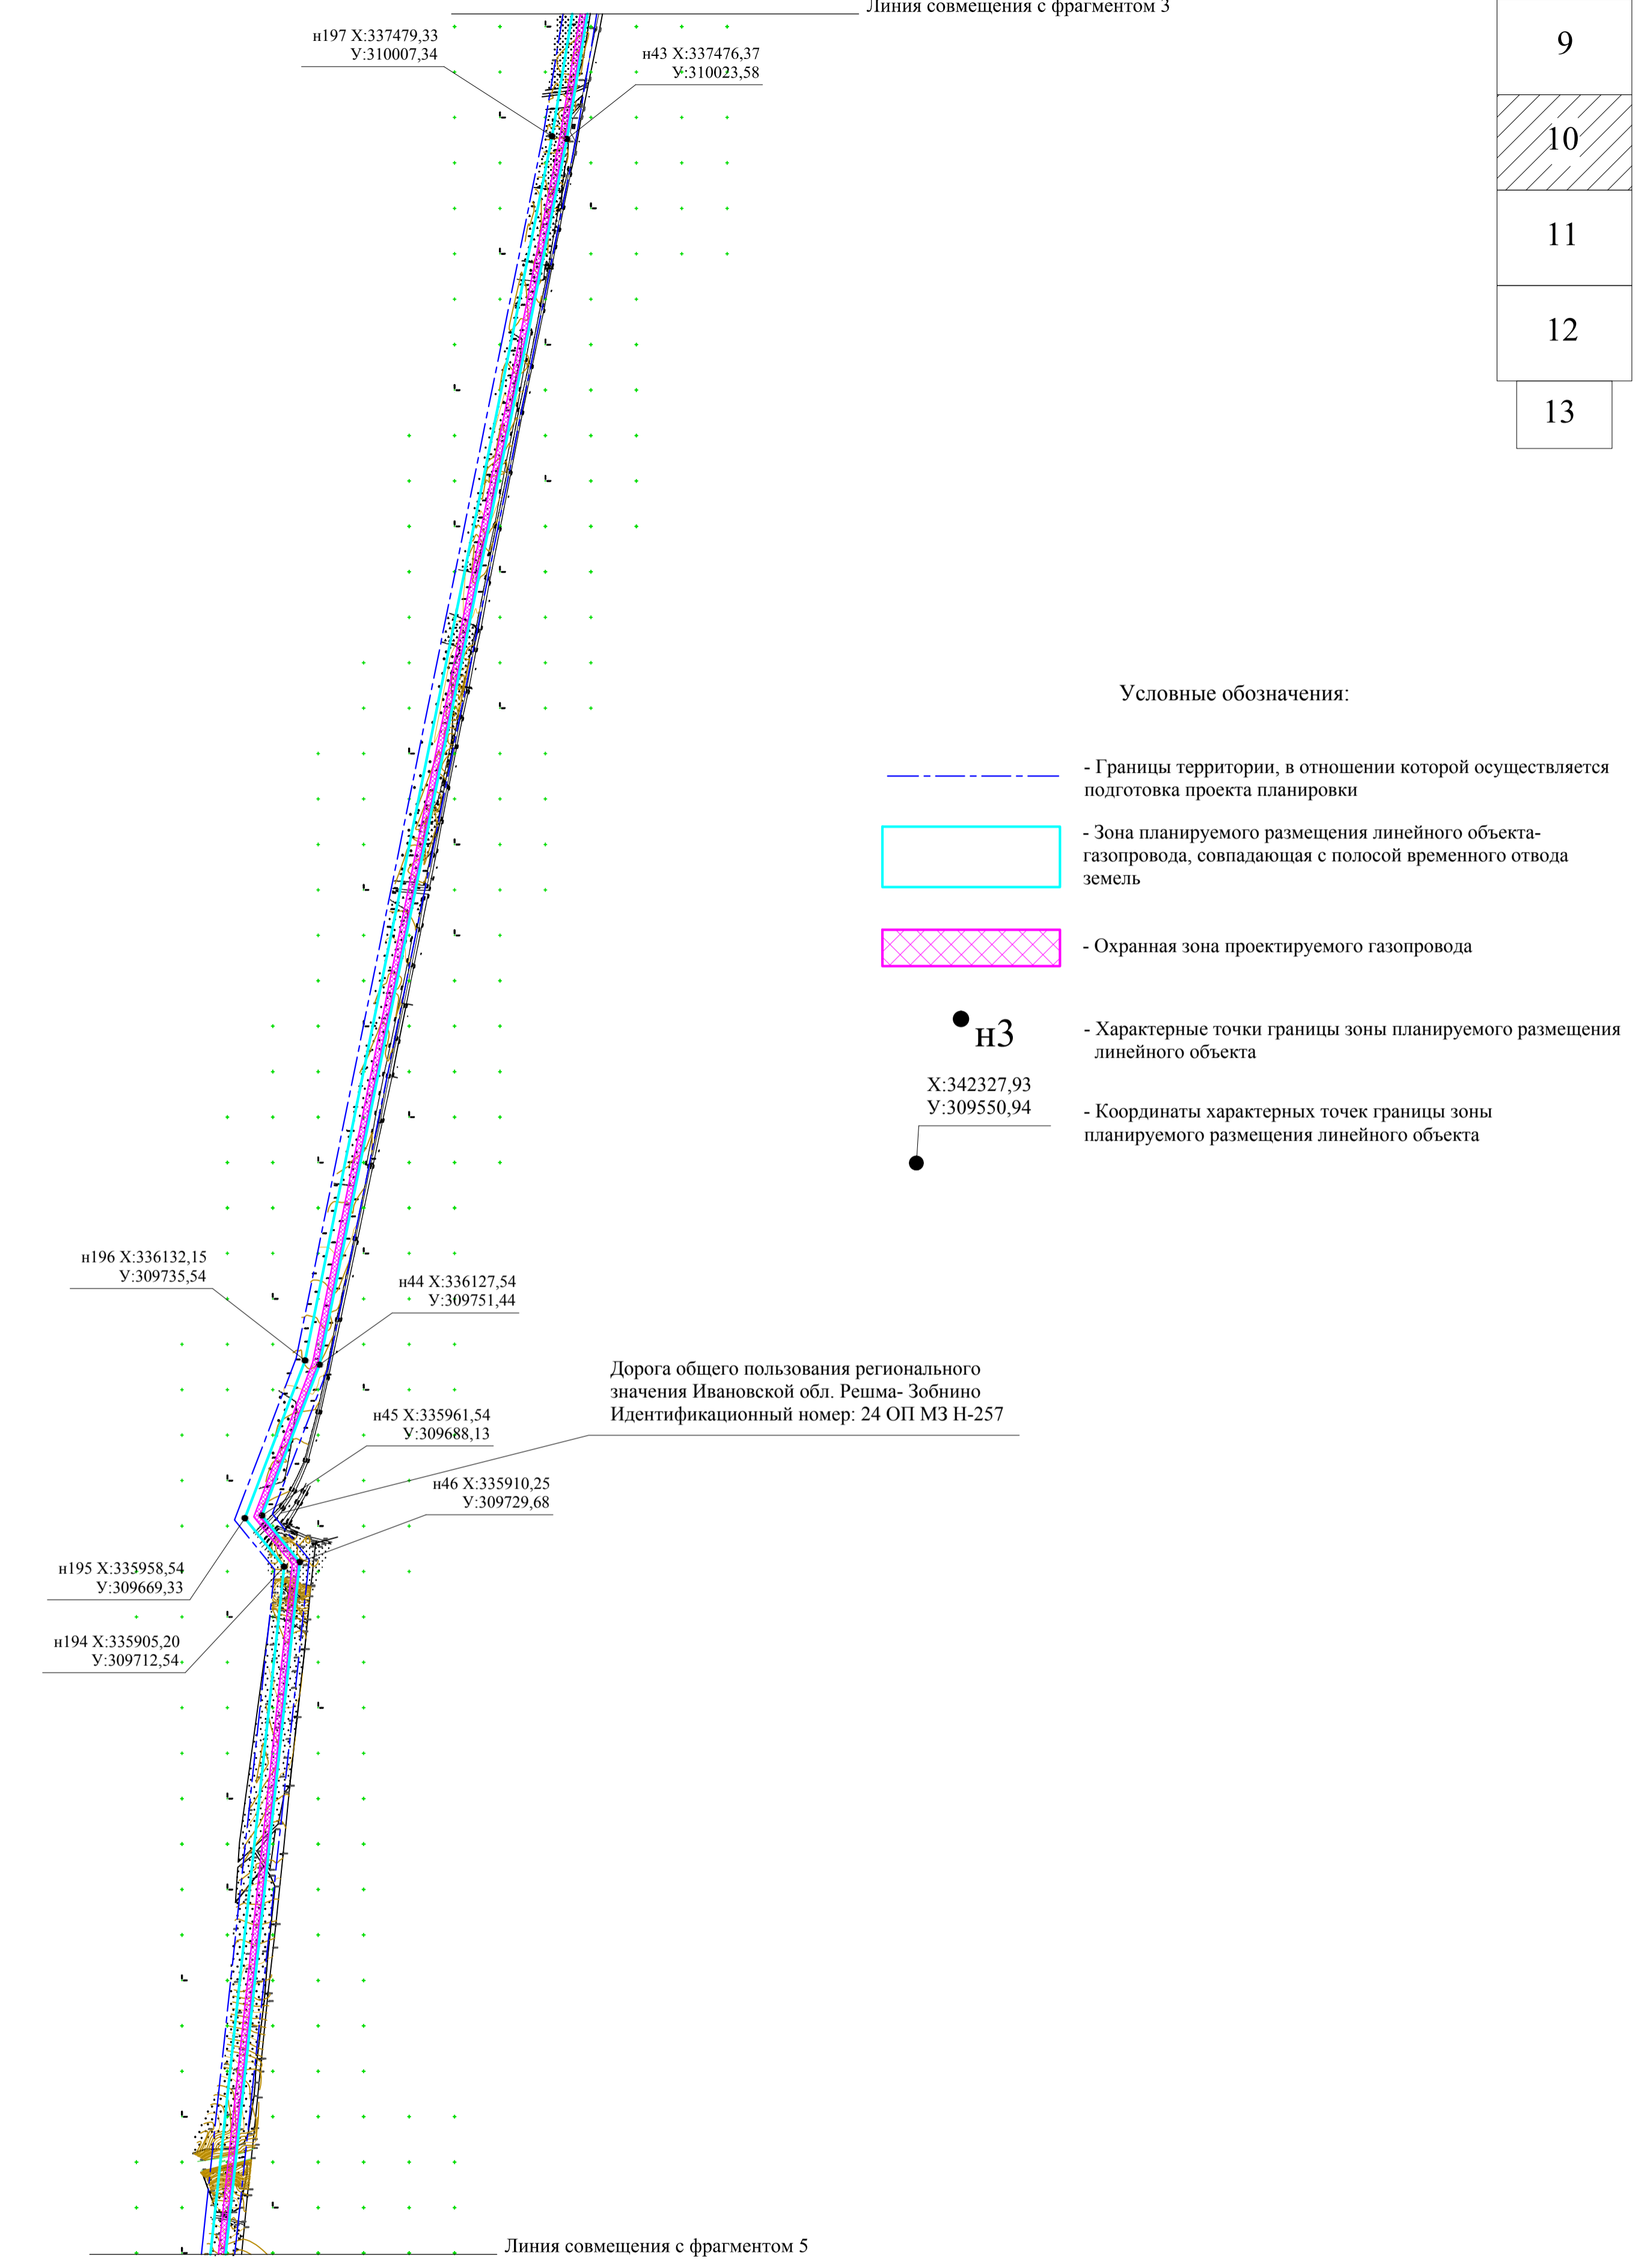 Линия совмещения с фрагментом 3
н197 Х:337479,33
У:310007,34
н43 Х:337476,37
У:310023,58
9
10
11
12
13
Условные обозначения:
- Границы территории, в отношении которой осуществляется
подготовка проекта планировки
- Зона планируемого размещения линейного объекта-
газопровода, совпадающая с полосой временного отвода
земель
- Охранная зона проектируемого газопровода
н3
- Характерные точки границы зоны планируемого размещения
линейного объекта
Х:342327,93
У:309550,94
- Координаты характерных точек границы зоны
планируемого размещения линейного объекта
н196 Х:336132,15
У:309735,54
н44 Х:336127,54
У:309751,44
Дорога общего пользования регионального
значения Ивановской обл. Решма- Зобнино
Идентификационный номер: 24 ОП МЗ Н-257
н45 Х:335961,54
У:309688,13
н46 Х:335910,25
У:309729,68
н195 Х:335958,54
У:309669,33
н194 Х:335905,20
У:309712,54
Линия совмещения с фрагментом 5